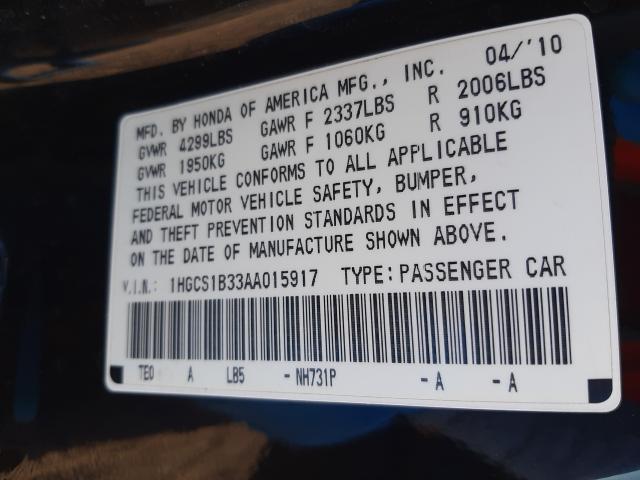 MFD. BY HONDA OF AMERICA MFG., INC. 04/'10
GVWR 4299LBS GAWR F 2337LBS R 2006LBS
GVWR 1950KG GAWR F 1060KG R 910KG
THIS VEHICLE CONFORMS TO ALL APPLICABLE
FEDERAL MOTOR VEHICLE SAFETY, BUMPER,
AND THEFT PREVENTION STANDARDS IN EFFECT
ON THE DATE OF MANUFACTURE SHOWN ABOVE.
V.I.N.: 1HGCS1B33AA015917 TYPE:PASSENGER CAR
TE0 A LB5 -NH731P -A -A